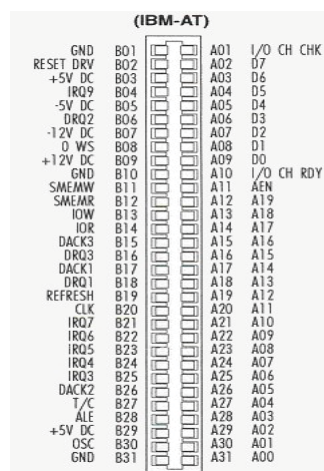 (IBM-AT)
GND B01 A01 I/O CH CHK
RESET DRV B02 A02 D7
+5V DC B03 A03 D6
IRQ9 B04 A04 D5
-5V DC B05 A05 D4
DRQ2 B06 A06 D3
-12V DC B07 A07 D2
0 WS B08 A08 D1
+12V DC B09 A09 D0
GND B10 A10 I/O CH RDY
SMEMW B11 A11 AEN
SMEMR B12 A12 A19
IOW B13 A13 A18
IOR B14 A14 A17
DACK3 B15 A15 A16
DRQ3 B16 A16 A15
DACK1 B17 A17 A14
DRQ1 B18 A18 A13
REFRESH B19 A19 A12
CLK B20 A20 A11
IRQ7 B21 A21 A10
IRQ6 B22 A22 A09
IRQ5 B23 A23 A08
IRQ4 B24 A24 A07
IRQ3 B25 A25 A06
DACK2 B26 A26 A05
T/C B27 A27 A04
ALE B28 A28 A03
+5V DC B29 A29 A02
OSC B30 A30 A01
GND B31 A31 A00